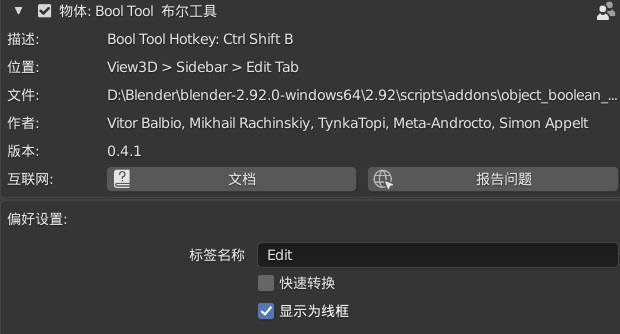 物体: Bool Tool 布尔工具
描述: Bool Tool Hotkey: Ctrl Shift B
位置: View3D > Sidebar > Edit Tab
文件: D:\Blender\blender-2.92.0-windows64\2.92\scripts\addons\object_boolean_...
作者: Vitor Balbio, Mikhail Rachinskiy, TynkaTopi, Meta-Androcto, Simon Appelt
版本: 0.4.1
互联网: 文档 报告问题
偏好设置:
标签名称 Edit
快速转换
显示为线框